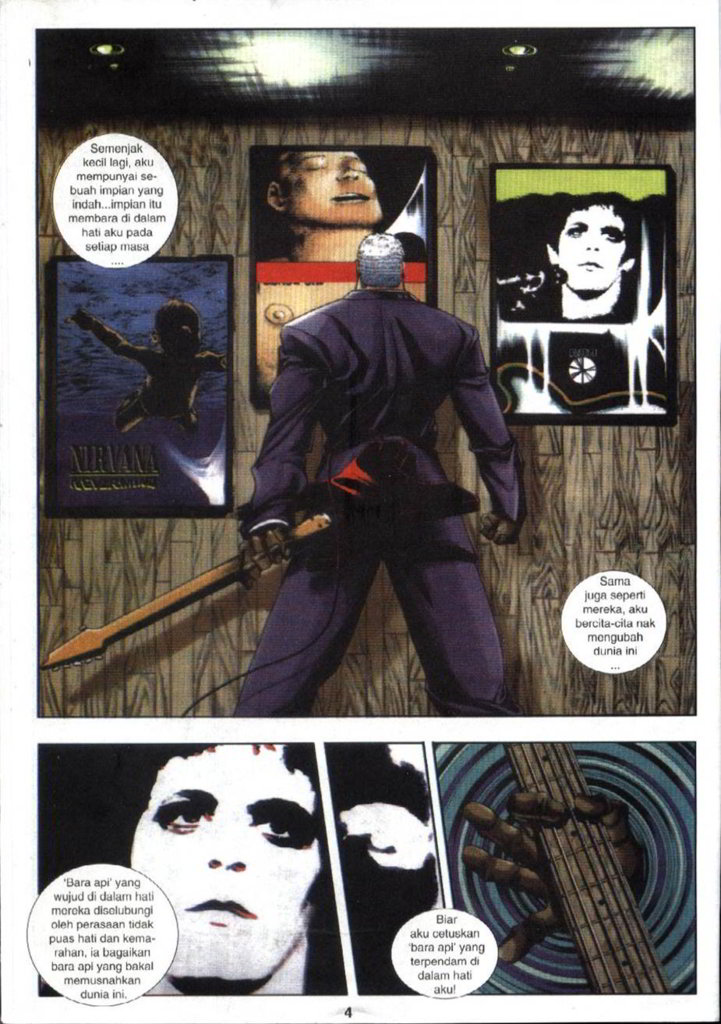 Semenjak
kecil lagi, aku
mempunyai se-
buah impian yang
indah...impian itu
membara di dalam
hati aku pada
setiap masa
....
NIRVANA
NEVERMIND
Sama
juga seperti
mereka, aku
bercita-cita nak
mengubah
dunia ini
...
'Bara api' yang
wujud di dalam hati
mereka diselubungi
oleh perasaan tidak
puas hati dan kema-
rahan, ia bagaikan
bara api yang bakal
memusnahkan
dunia ini.
Biar
aku cetuskan
'bara api' yang
terpendam di
dalam hati
aku!
4